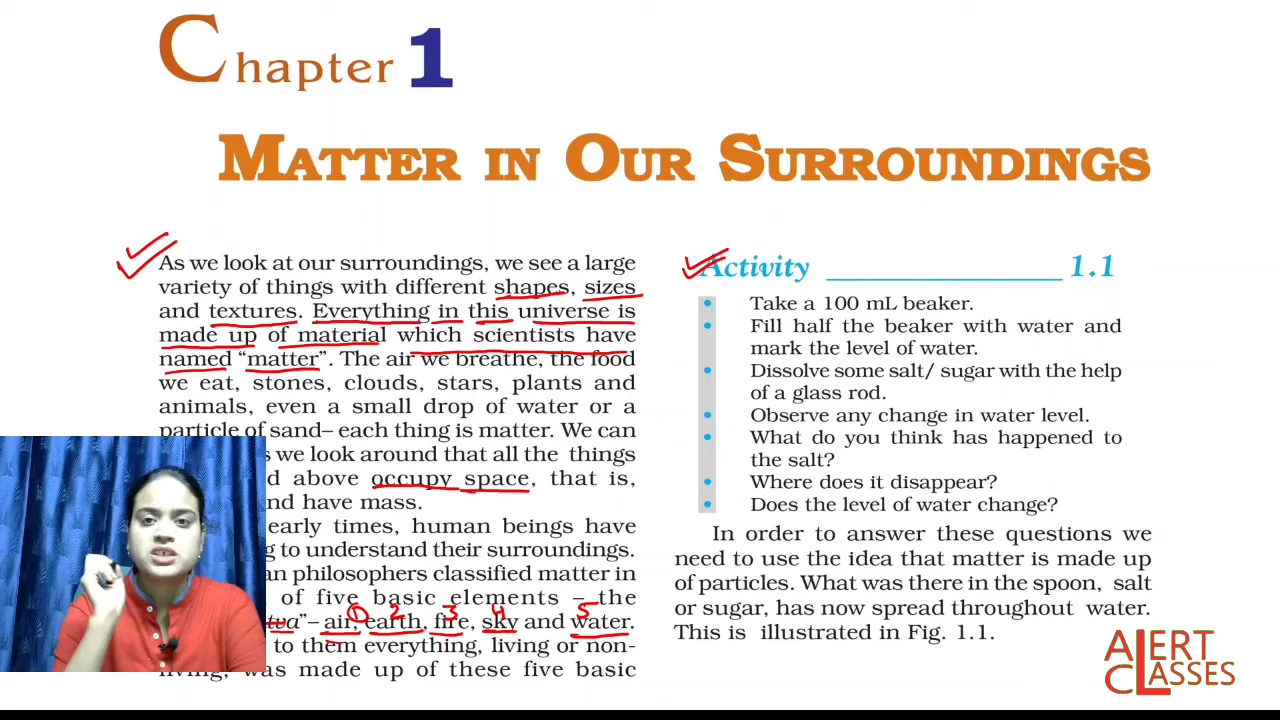 Chapter 1
MATTER IN OUR SURROUNDINGS
As we look at our surroundings, we see a large
variety of things with different shapes, sizes
and textures. Everything in this universe is
made up of material which scientists have
named “matter”. The air we breathe, the food
we eat, stones, clouds, stars, plants and
animals, even a small drop of water or a
particle of sand– each thing is matter. We can
we look around that all the things
above occupy space, that is,
and have mass.
early times, human beings have
to understand their surroundings.
philosophers classified matter in
of five basic elements – the
1 2 3 4 5
– air, earth, fire, sky and water.
to them everything, living or non-
living, was made up of these five basic
Activity 1.1
• Take a 100 mL beaker.
• Fill half the beaker with water and
mark the level of water.
• Dissolve some salt/ sugar with the help
of a glass rod.
• Observe any change in water level.
• What do you think has happened to
the salt?
• Where does it disappear?
• Does the level of water change?
In order to answer these questions we
need to use the idea that matter is made up
of particles. What was there in the spoon, salt
or sugar, has now spread throughout water.
This is illustrated in Fig. 1.1.
ALERT
CLASSES